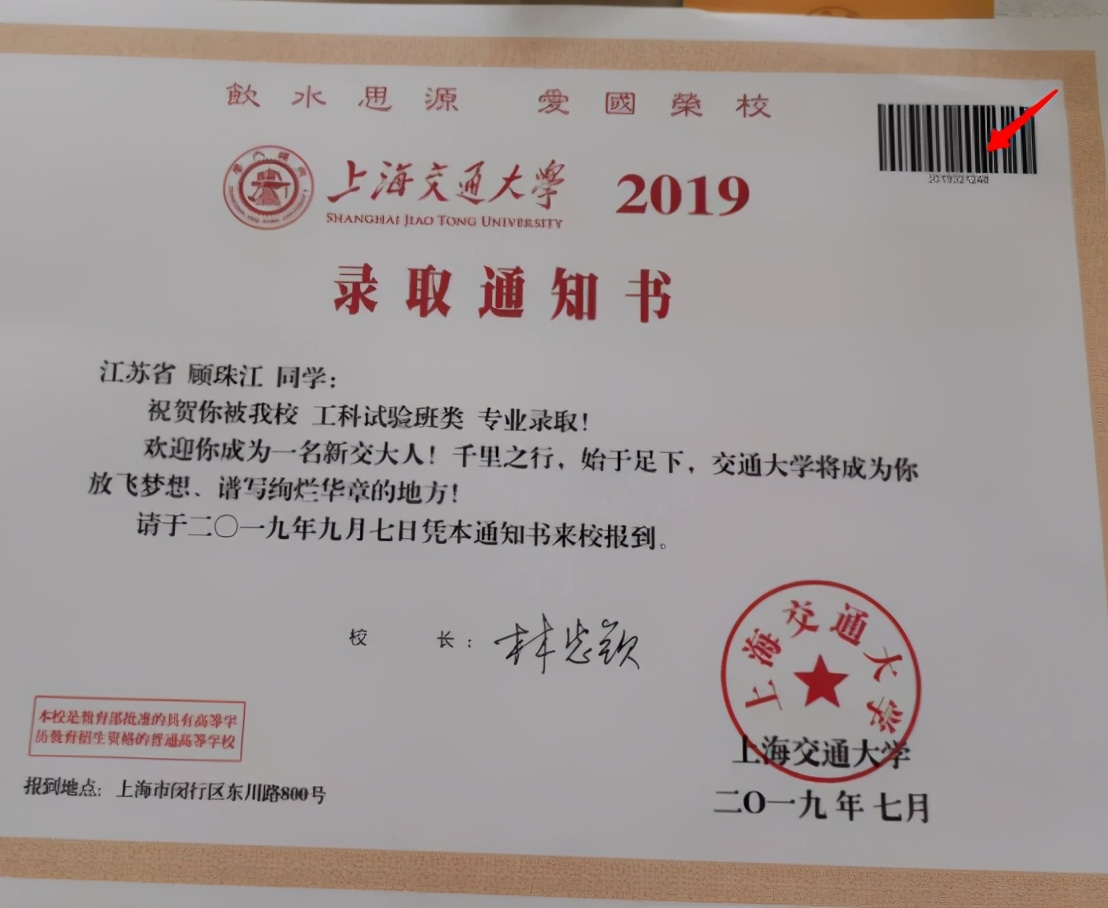 飲水思源 愛國榮校
上海交通大學 2019
SHANGHAI JIAO TONG UNIVERSITY
录取通知书
江苏省 顾珠江 同学：
祝贺你被我校 工科试验班类 专业录取！
欢迎你成为一名新交大人！千里之行，始于足下，交通大学将成为你
放飞梦想、谱写绚烂华章的地方！
请于二〇一九年九月七日凭本通知书来校报到。
校 长：林忠钦
上海交通大学
本校是教育部批准的具有高等学
历教育招生资格的普通高等学校
上海交通大学
报到地点：上海市闵行区东川路800号
二〇一九年七月